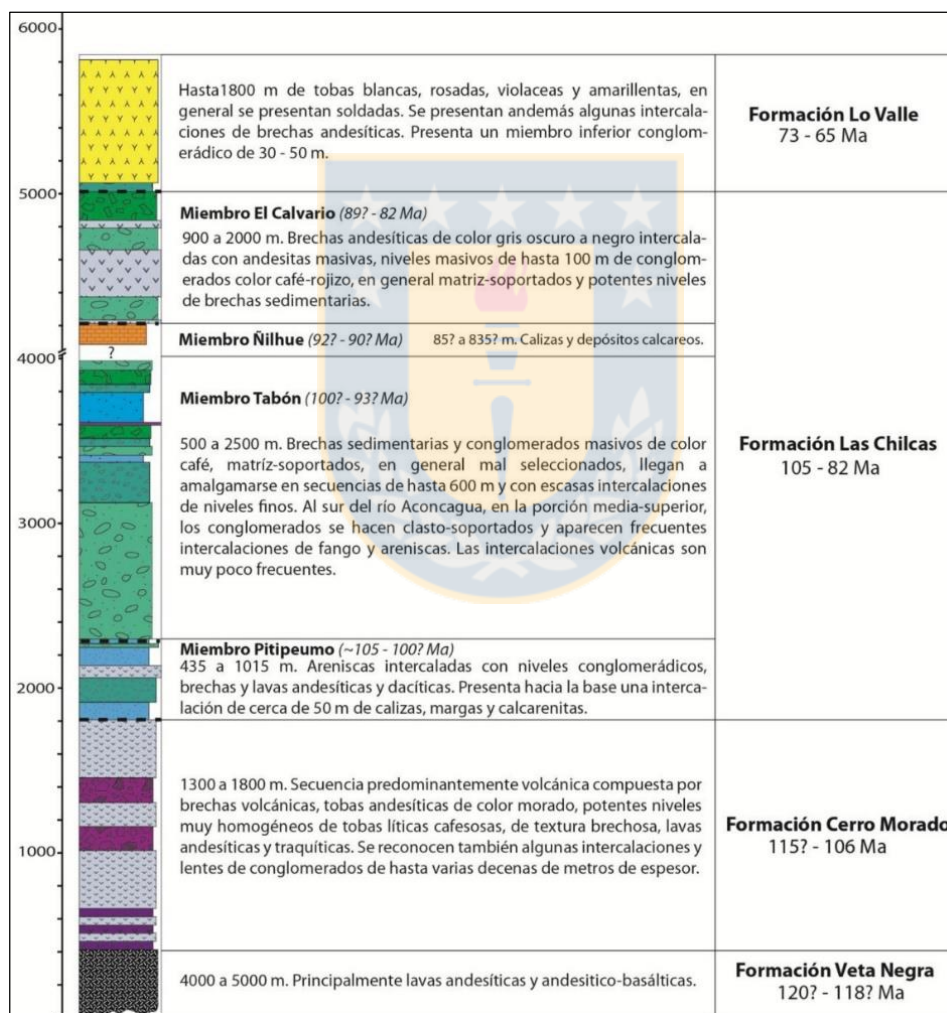 6000
Hasta1800 m de tobas blancas, rosadas, violaceas y amarillentas, en
general se presentan soldadas. Se presentan andemás algunas intercala-
ciones de brechas andesíticas. Presenta un miembro inferior conglom-
erádico de 30 - 50 m.
Formación Lo Valle
73 - 65 Ma
5000
Miembro El Calvario (89? - 82 Ma)
900 a 2000 m. Brechas andesíticas de color gris oscuro a negro intercala-
das con andesitas masivas, niveles masivos de hasta 100 m de conglom-
erados color café-rojizo, en general matriz-soportados y potentes niveles
de brechas sedimentarias.
Miembro Ñilhue (92? - 90? Ma) 85? a 835? m. Calizas y depósitos calcareos.
?
4000
Miembro Tabón (100? - 93? Ma)
500 a 2500 m. Brechas sedimentarias y conglomerados masivos de color
café, matríz-soportados, en general mal seleccionados, llegan a
amalgamarse en secuencias de hasta 600 m y con escasas intercalaciones
de niveles finos. Al sur del río Aconcagua, en la porción media-superior,
los conglomerados se hacen clasto-soportados y aparecen frecuentes
intercalaciones de fango y areniscas. Las intercalaciones volcánicas son
muy poco frecuentes.
Formación Las Chilcas
105 - 82 Ma
3000
Miembro Pitipeumo (~105 - 100? Ma)
435 a 1015 m. Areniscas intercaladas con niveles conglomerádicos,
brechas y lavas andesíticas y dacíticas. Presenta hacia la base una interca-
lación de cerca de 50 m de calizas, margas y calcarenitas.
2000
1300 a 1800 m. Secuencia predominantemente volcánica compuesta por
brechas volcánicas, tobas andesíticas de color morado, potentes niveles
muy homogéneos de tobas líticas cafesosas, de textura brechosa, lavas
andesíticas y traquíticas. Se reconocen también algunas intercalaciones y
lentes de conglomerados de hasta varias decenas de metros de espesor.
Formación Cerro Morado
115? - 106 Ma
1000
4000 a 5000 m. Principalmente lavas andesíticas y andesitico-basálticas.
Formación Veta Negra
120? - 118? Ma